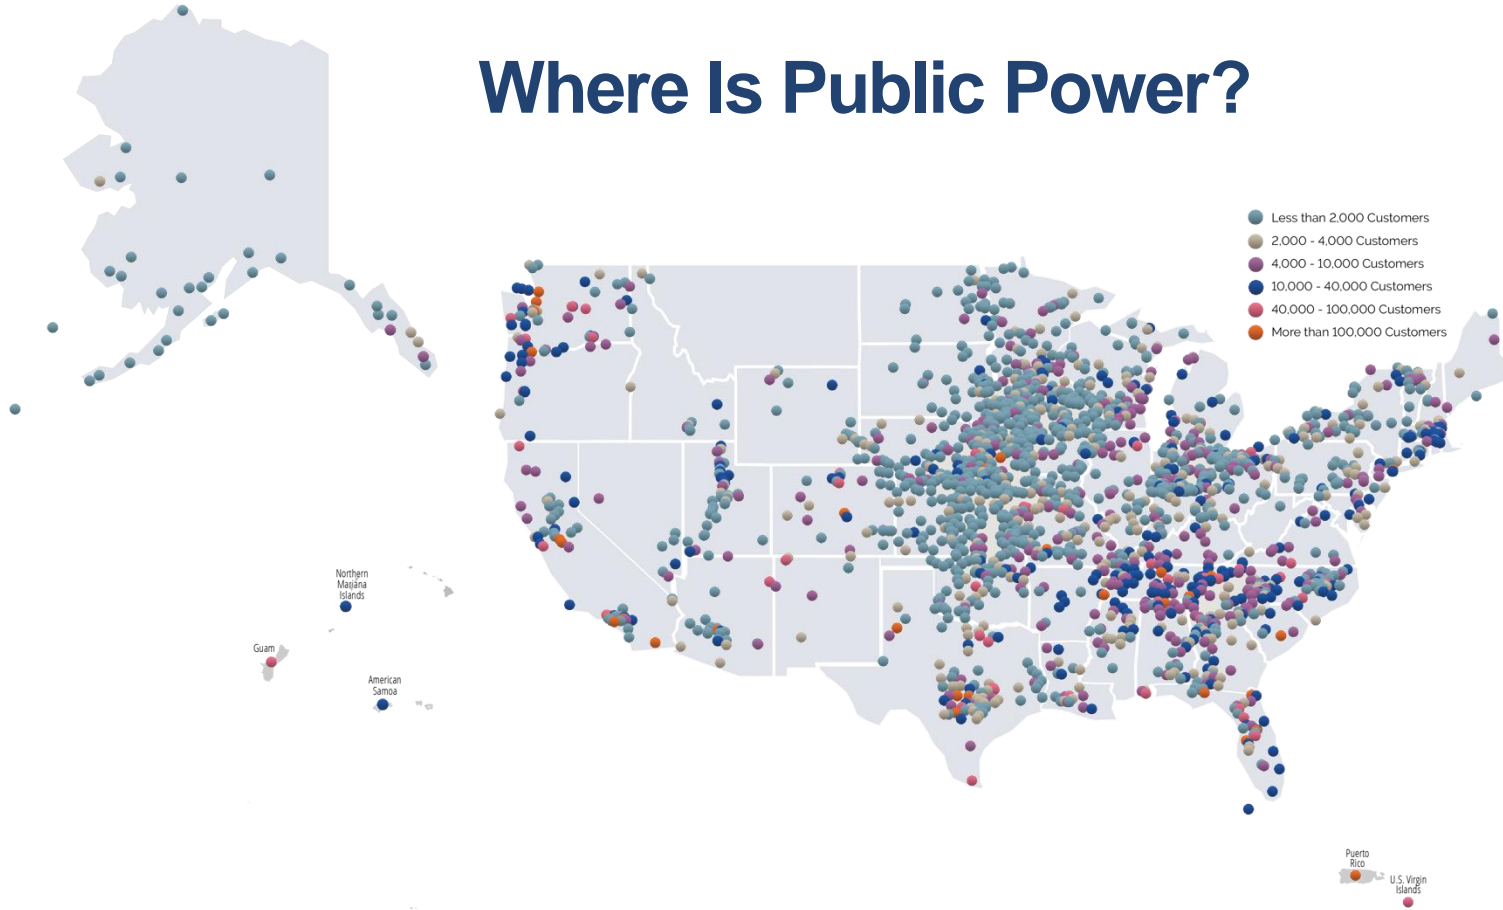 Where Is Public Power?
Less than 2,000 Customers
2,000 - 4,000 Customers
4,000 - 10,000 Customers
10,000 - 40,000 Customers
40,000 - 100,000 Customers
More than 100,000 Customers
Northern
Mariana
Islands
Guam
American
Samoa
Puerto
Rico
U.S. Virgin
Islands